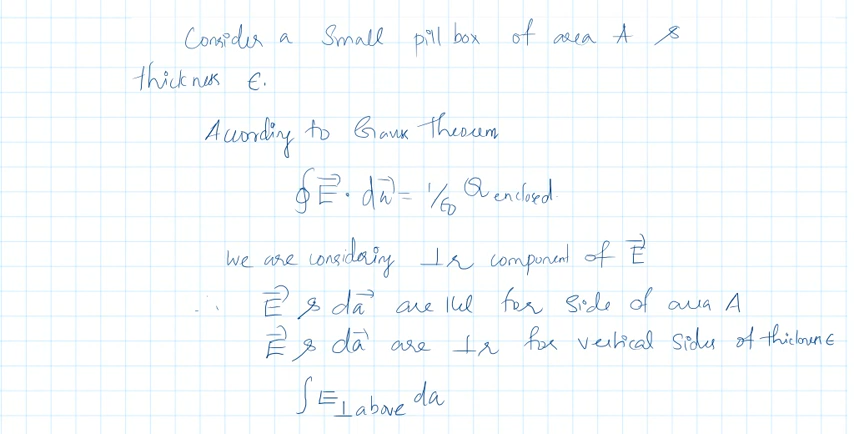 Consider a small pill box of area A &
thickness ϵ.
According to Gauss theorem
∮E⃗ · da⃗ = 1/ϵ₀ Q enclosed
we are considering ⊥r component of E⃗
∴ E⃗ & da⃗ are ||el for side of area A
E⃗ & da⃗ are ⊥r for vertical sides of thickness ϵ
∫E⊥above da